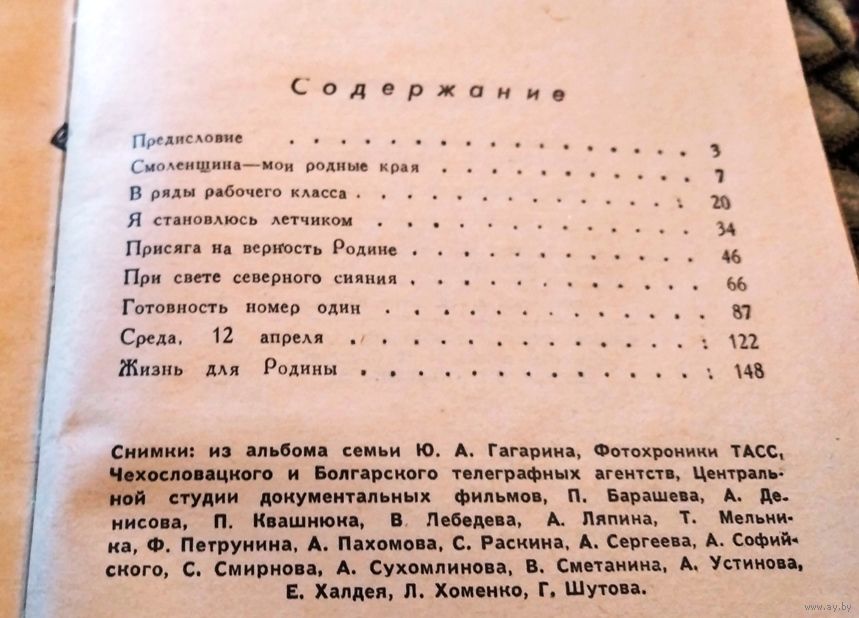 Содержание
Предисловие . . . . . . . . . . . . . . . 3
Смоленщина—мои родные края . . . . . . . . . . 7
В ряды рабочего класса . . . . . . . . . . . . : 20
Я становлюсь летчиком . . . . . . . . . . . . 34
Присяга на верность Родине . . . . . . . . . . . 46
При свете северного сияния . . . . . . . . . . . 66
Готовность номер один . . . . . . . . . . . . 87
Среда, 12 апреля . . . . . . . . . . . . : 122
Жизнь для Родины . . . . . . . . . . . . : 148
Снимки: из альбома семьи Ю. А. Гагарина, Фотохроники ТАСС,
Чехословацкого и Болгарского телеграфных агентств, Централь-
ной студии документальных фильмов, П. Барашева, А. Де-
нисова, П. Квашнюка, В. Лебедева, А. Ляпина, Т. Мельни-
ка, Ф. Петрунина, А. Пахомова, С. Раскина, А. Сергеева, А. Софий-
ского, С. Смирнова, А. Сухомлинова, В. Сметанина, А. Устинова,
Е. Халдея, Л. Хоменко, Г. Шутова.
www.ay.by